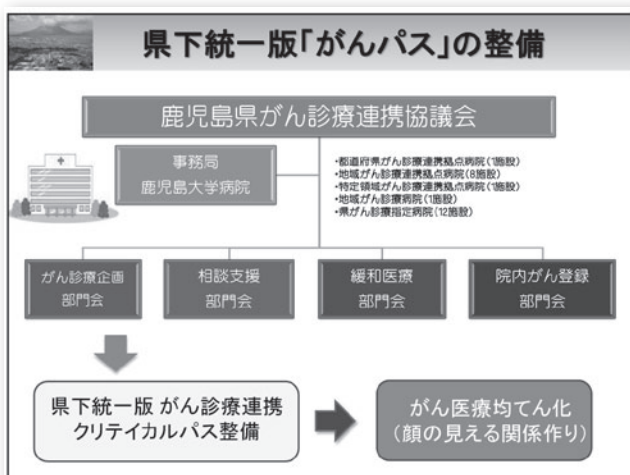 県下統一版「がんパス」の整備
鹿児島県がん診療連携協議会
事務局
鹿児島大学病院
・都道府県がん診療連携拠点病院(1施設)
・地域がん診療連携拠点病院(8施設)
・特定領域がん診療連携拠点病院(1施設)
・地域がん診療病院(1施設)
・県がん診療指定病院(12施設)
がん診療企画
部門会
相談支援
部門会
緩和医療
部門会
院内がん登録
部門会
県下統一版 がん診療連携
クリテイカルパス整備
がん医療均てん化
(顔の見える関係作り)